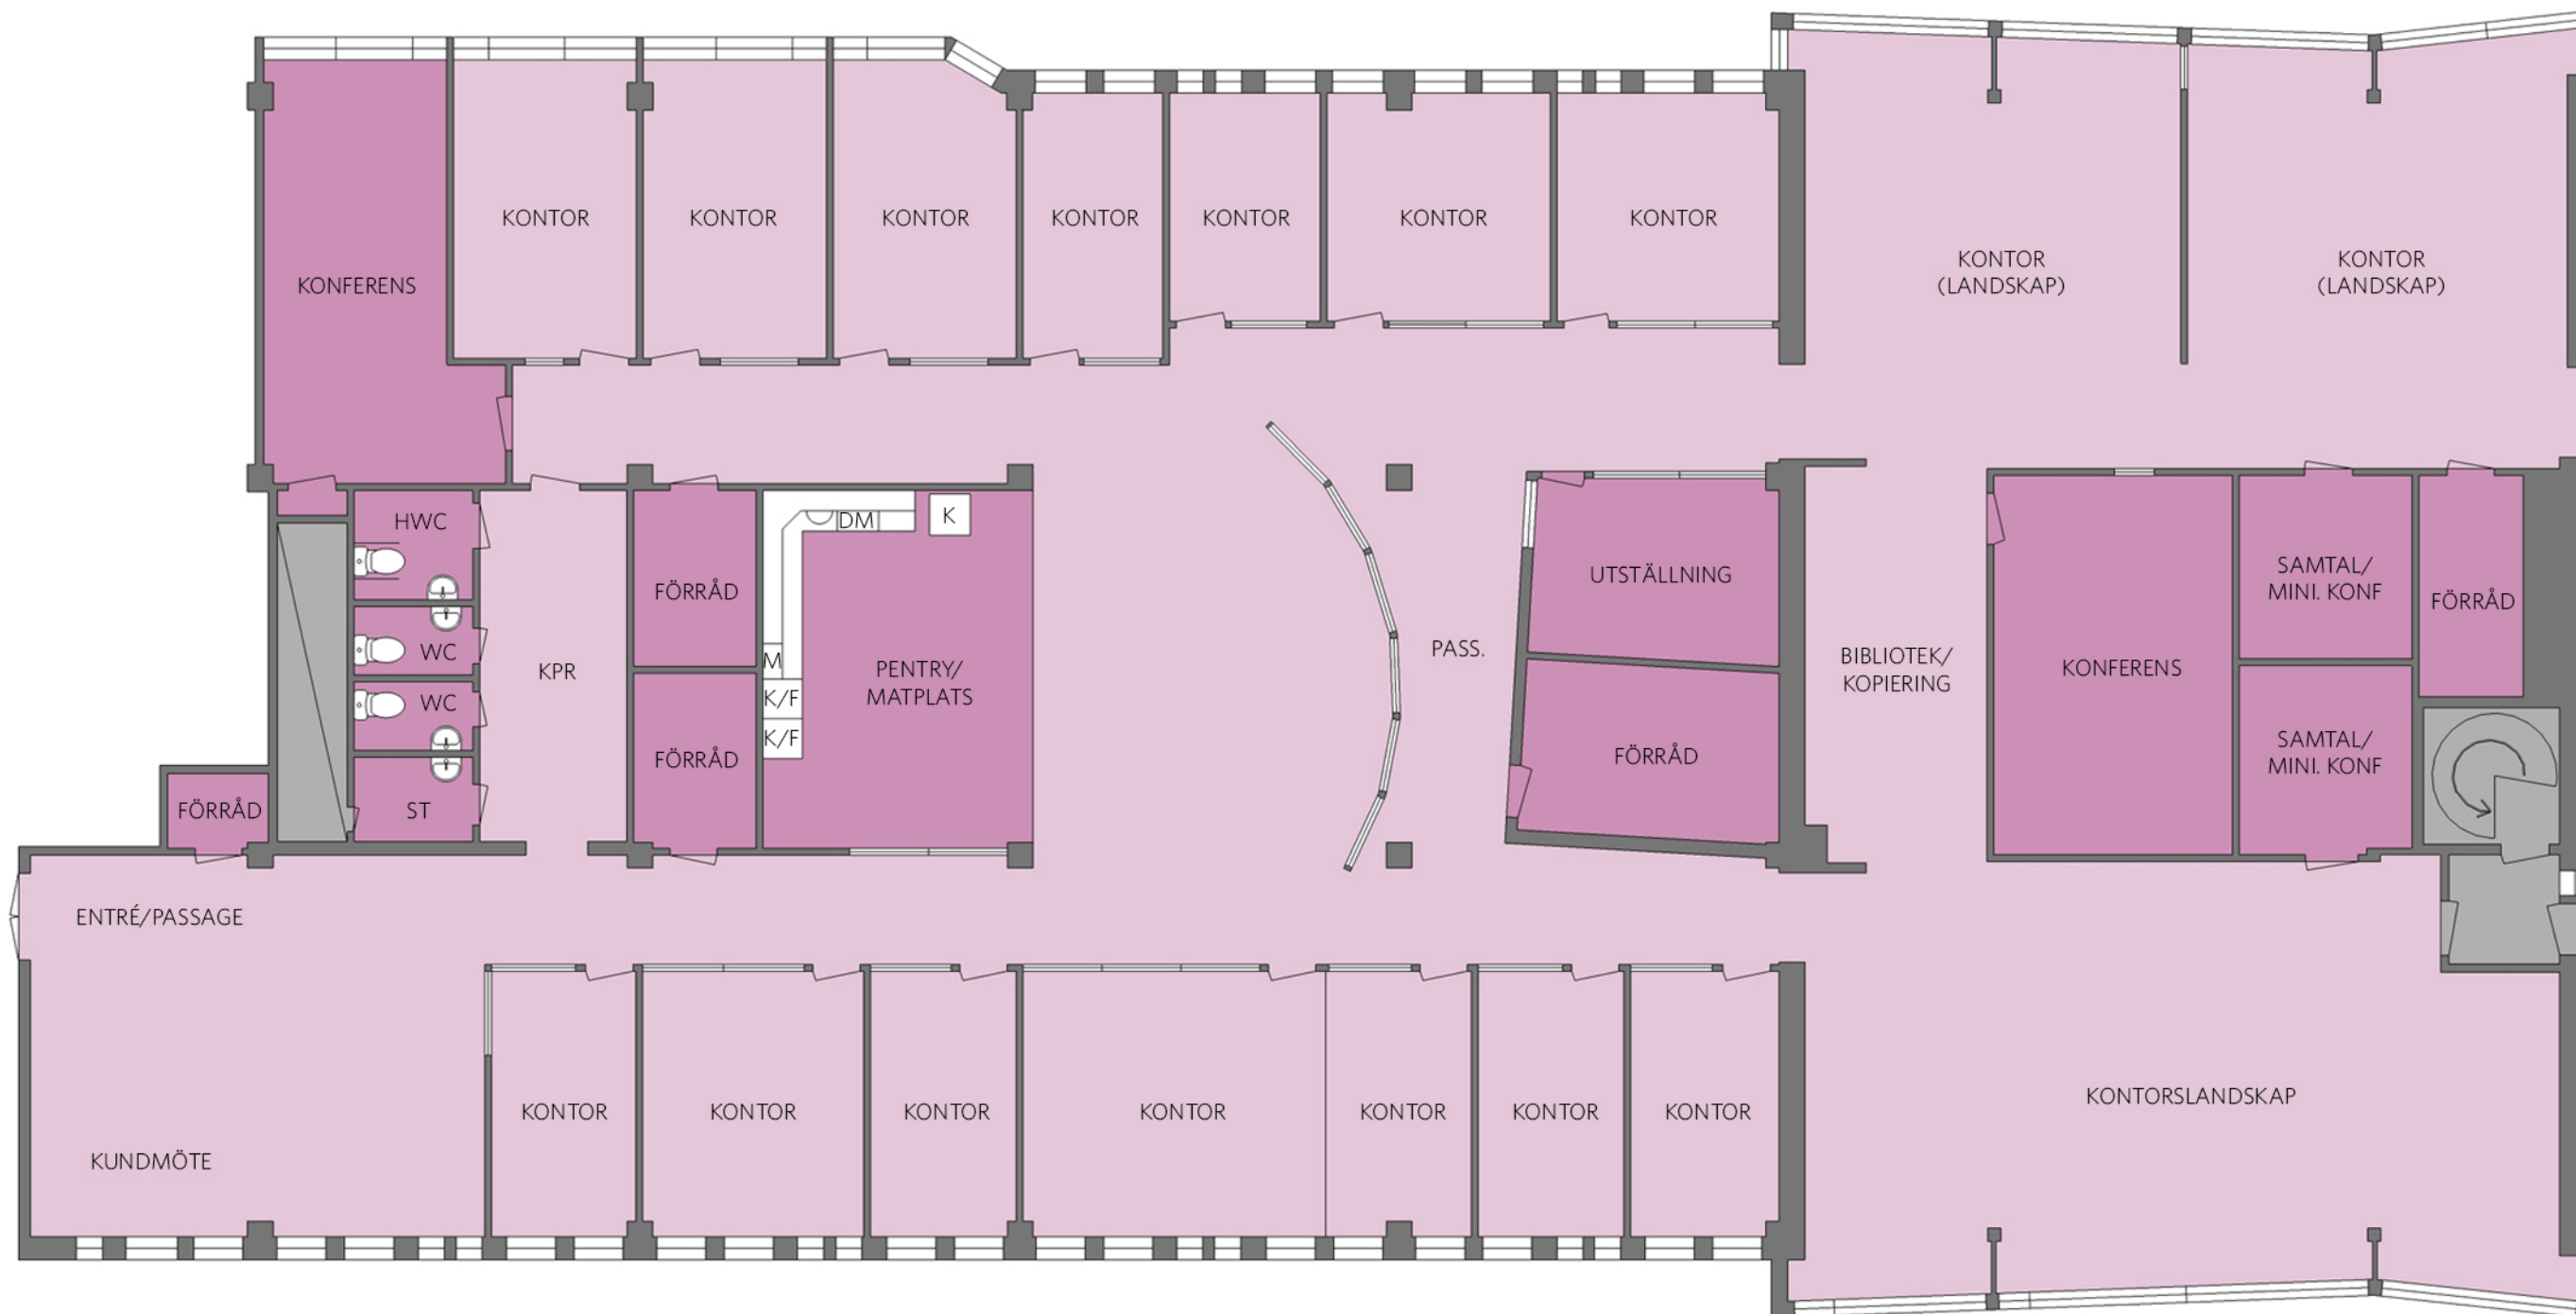 KONTOR
KONTOR
KONTOR
KONTOR
KONTOR
KONTOR
KONTOR
KONTOR
(LANDSKAP)
KONTOR
(LANDSKAP)
KONFERENS
HWC
DM
K
WC
WC
ST
KPR
FÖRRÅD
FÖRRÅD
M
K/F
K/F
PENTRY/
MATPLATS
PASS.
UTSTÄLLNING
FÖRRÅD
BIBLIOTEK/
KOPIERING
KONFERENS
SAMTAL/
MINI. KONF
SAMTAL/
MINI. KONF
FÖRRÅD
FÖRRÅD
ENTRÉ/PASSAGE
KUNDMÖTE
KONTOR
KONTOR
KONTOR
KONTOR
KONTOR
KONTOR
KONTOR
KONTORSLANDSKAP